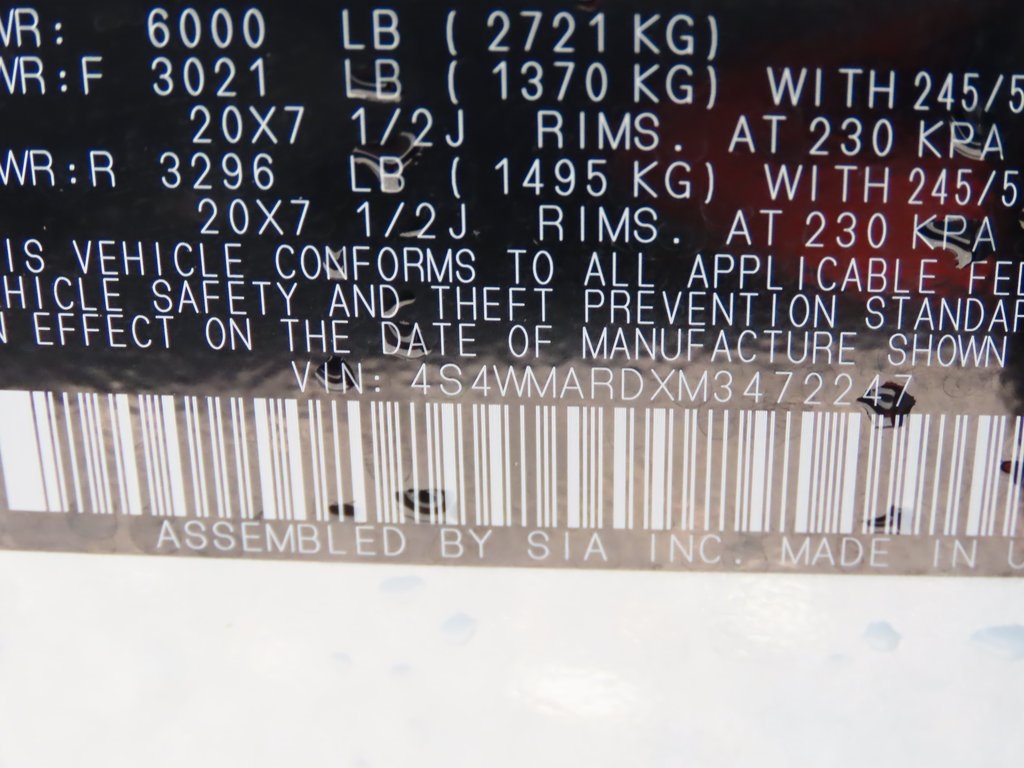 WR: 6000 LB ( 2721 KG)
WR:F 3021 LB ( 1370 KG) WITH 245/5
20X7 1/2J RIMS. AT 230 KPA
WR:R 3296 LB ( 1495 KG) WITH 245/5
20X7 1/2J RIMS. AT 230 KPA
IS VEHICLE CONFORMS TO ALL APPLICABLE FED
HICLE SAFETY AND THEFT PREVENTION STANDAR
N EFFECT ON THE DATE OF MANUFACTURE SHOWN
VIN: 4S4WMARDXM3472247
ASSEMBLED BY SIA INC. MADE IN U